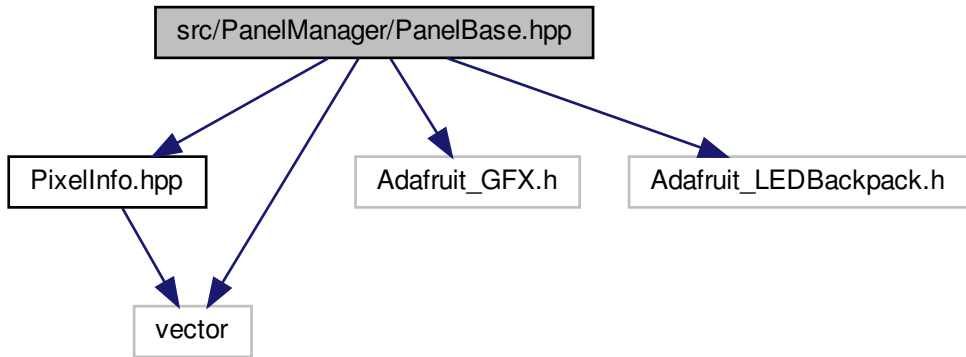 src/PanelManager/PanelBase.hpp
PixelInfo.hpp
Adafruit_GFX.h
Adafruit_LEDBackpack.h
vector